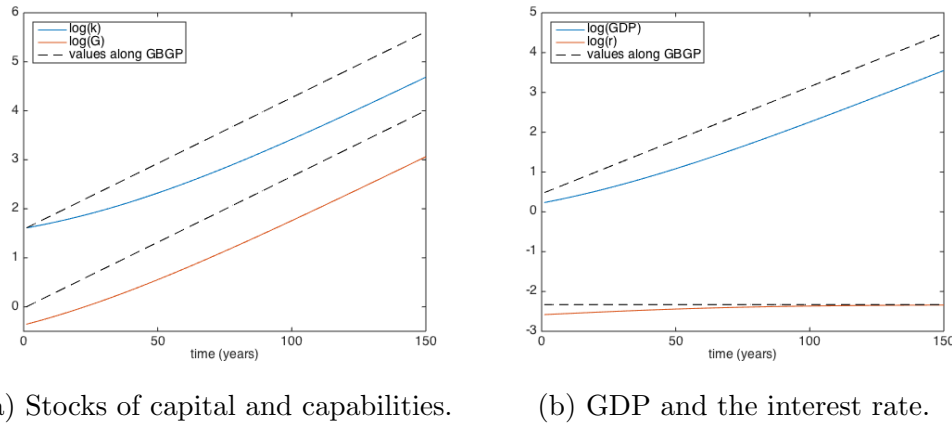 6
5
4
3
2
1
0
0
50
100
150
time (years)
log(k)
log(G)
values along GBGP
5
4
3
2
1
0
-1
-2
-3
0
50
100
150
time (years)
log(GDP)
log(r)
values along GBGP
) Stocks of capital and capabilities.
(b) GDP and the interest rate.